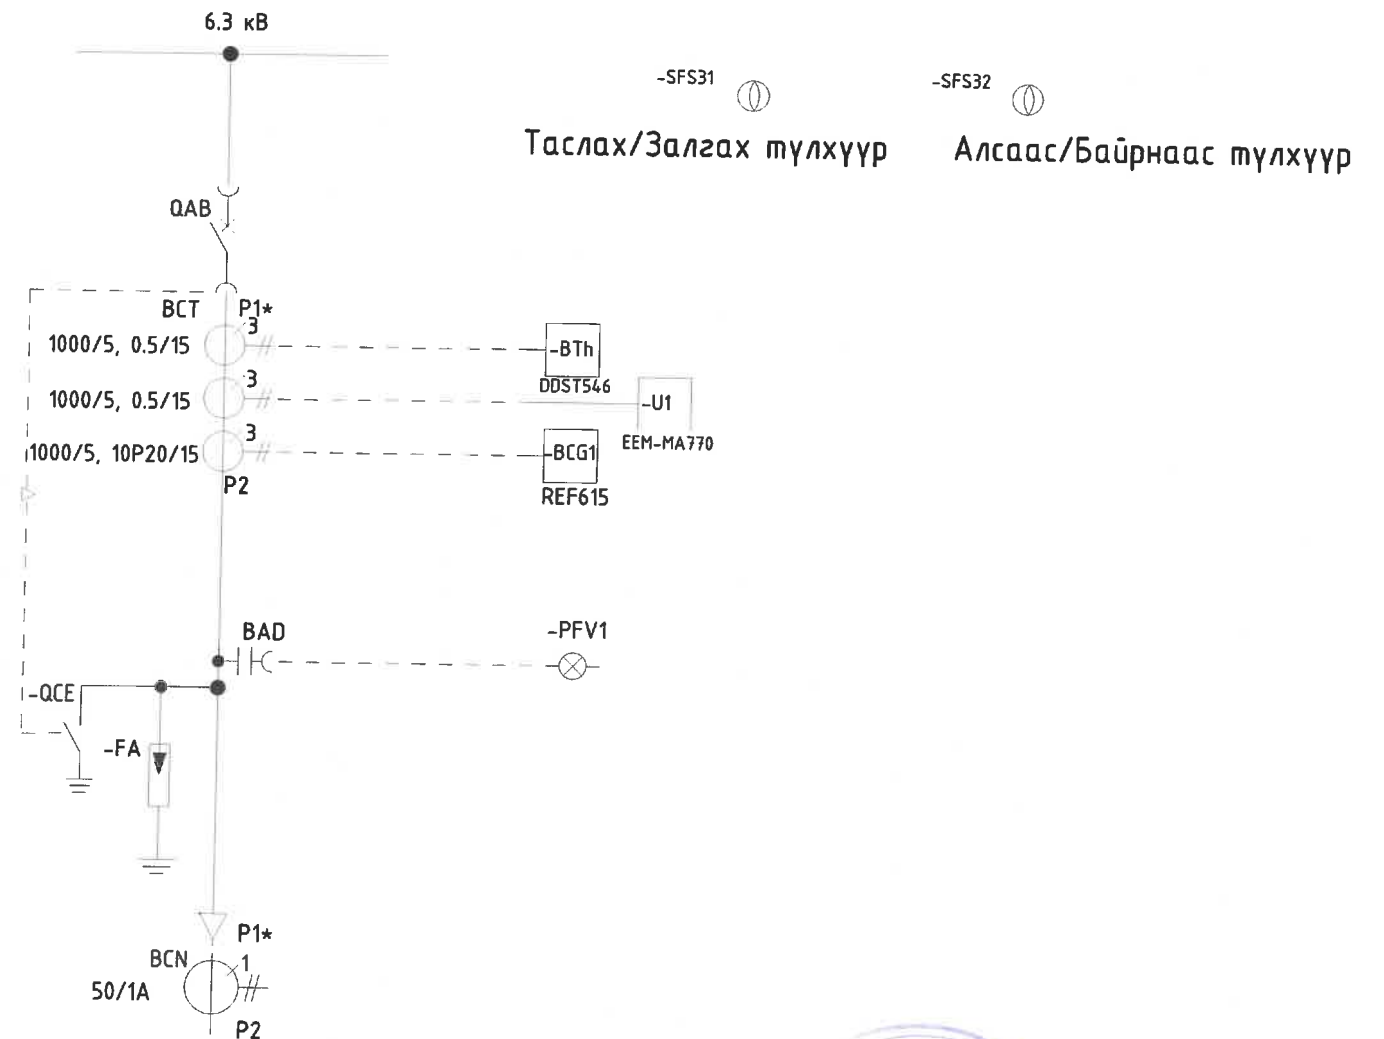 6.3 кВ
-SFS31
-SFS32
Таслах/Залгах түлхүүр
Алсаас/Байрнаас түлхүүр
QAB
BCT
P1*
3
1000/5, 0.5/15
-BTh
DDST546
3
1000/5, 0.5/15
-U1
EEM-MA770
3
1000/5, 10P20/15
-BCG1
REF615
P2
BAD
-PFV1
-QCE
-FA
P1*
BCN
1
50/1A
P2